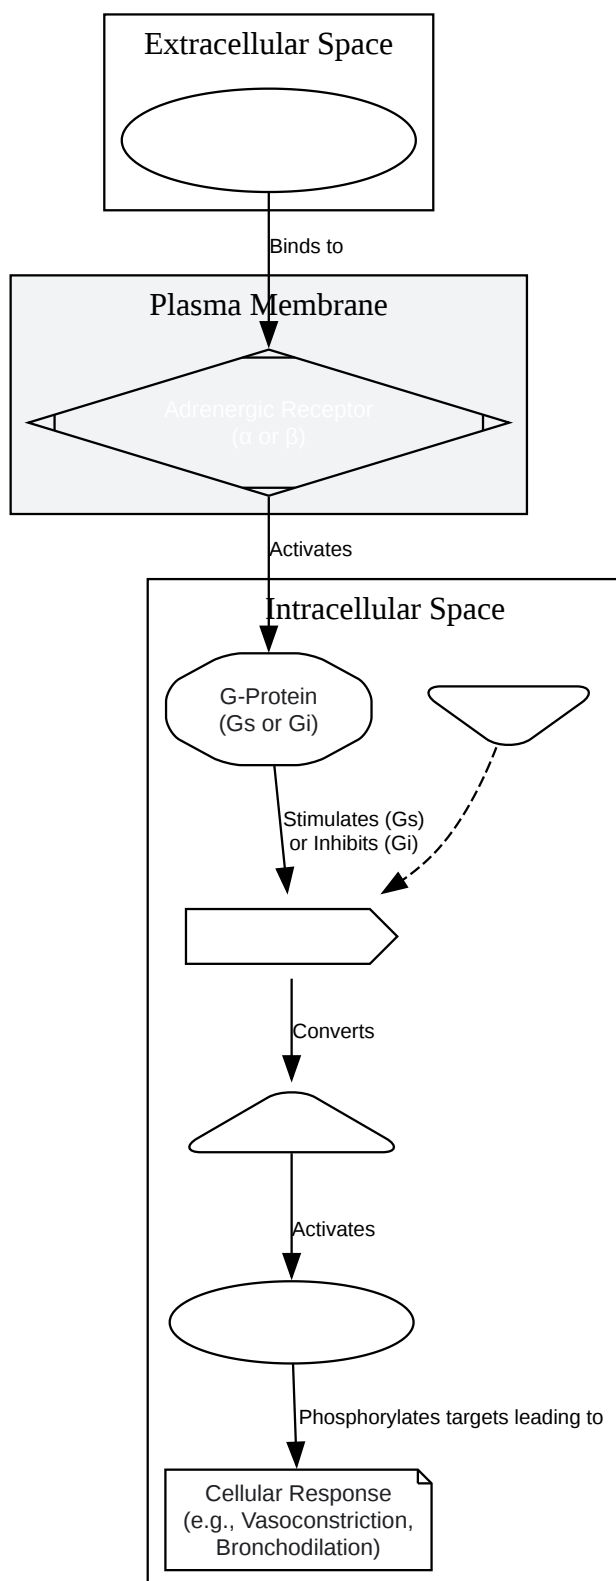 Extracellular Space
Binds to
Plasma Membrane
Adrenergic Receptor
(α or β)
Activates
Intracellular Space
G-Protein
(Gs or Gi)
Stimulates (Gs)
or Inhibits (Gi)
Converts
Activates
Phosphorylates targets leading to
Cellular Response
(e.g., Vasoconstriction,
Bronchodilation)